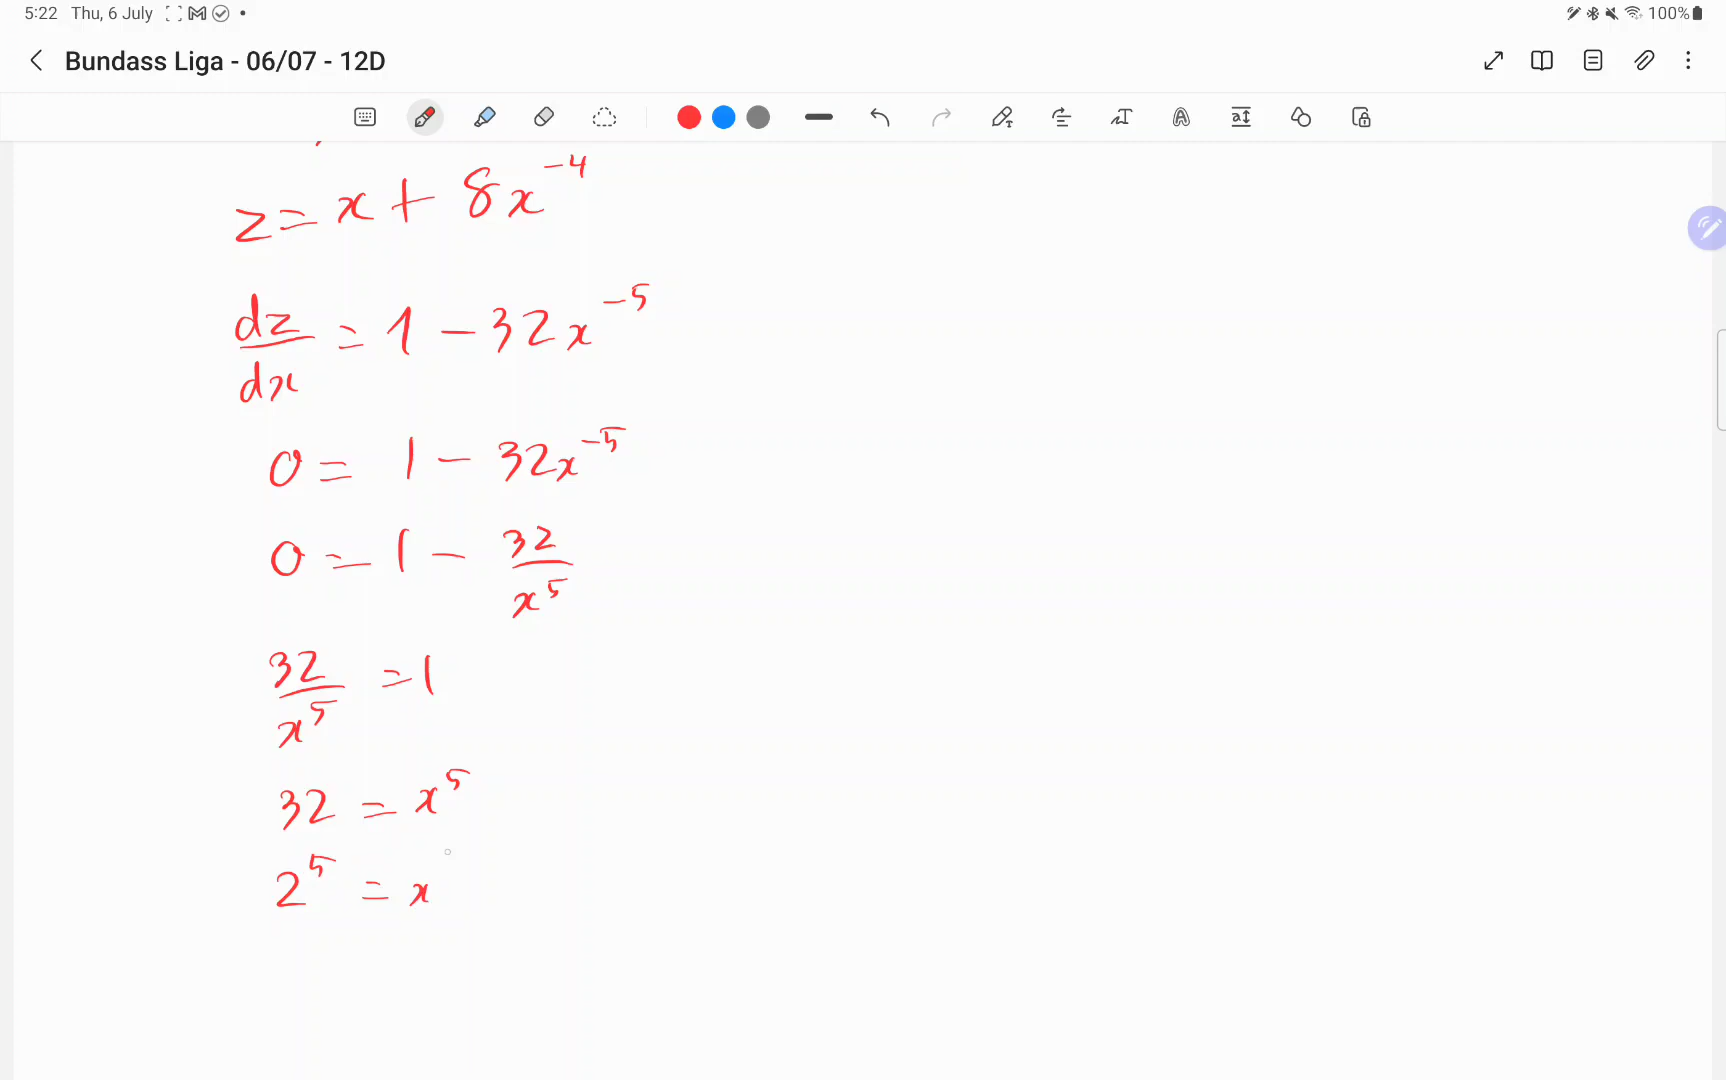 5:22 Thu, 6 July 100%
Bundass Liga - 06/07 - 12D
z = x + 8x^{-4}
dz/dx = 1 - 32x^{-5}
0 = 1 - 32x^{-5}
0 = 1 - 32/x^5
32/x^5 = 1
32 = x^5
2^5 = x